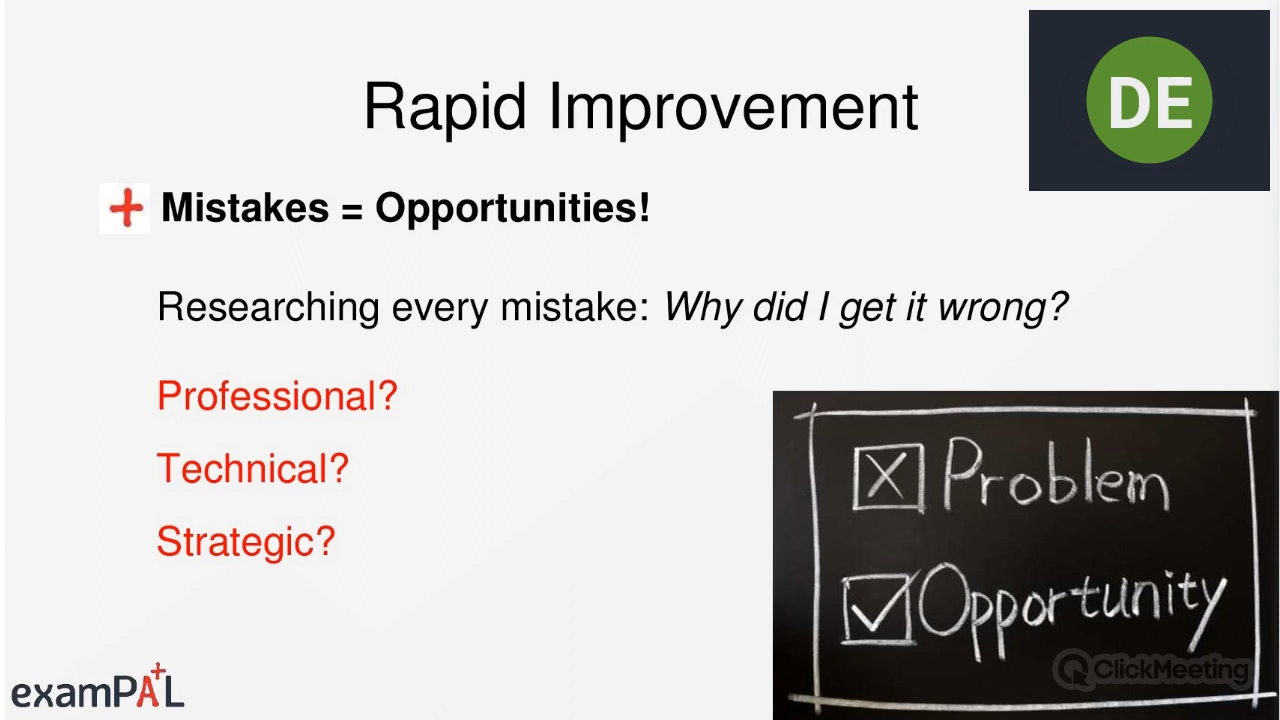 Rapid Improvement
DE
Mistakes = Opportunities!
Researching every mistake: Why did I get it wrong?
Professional?
Technical?
Strategic?
Problem
Opportunity
ClickMeeting
examPAL